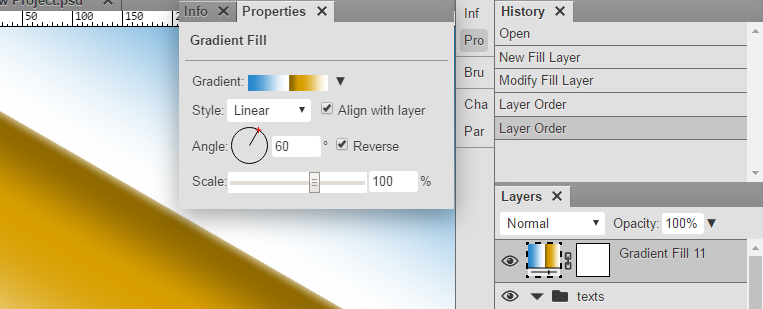 w Project.psd
50 100 150 200
Info Properties
Gradient Fill
Gradient:
Style: Linear Align with layer
Angle: 60 ° Reverse
Scale: 100 %
Inf
Pro
Bru
Cha
Par
History
Open
New Fill Layer
Modify Fill Layer
Layer Order
Layer Order
Layers
Normal Opacity: 100%
Gradient Fill 11
texts